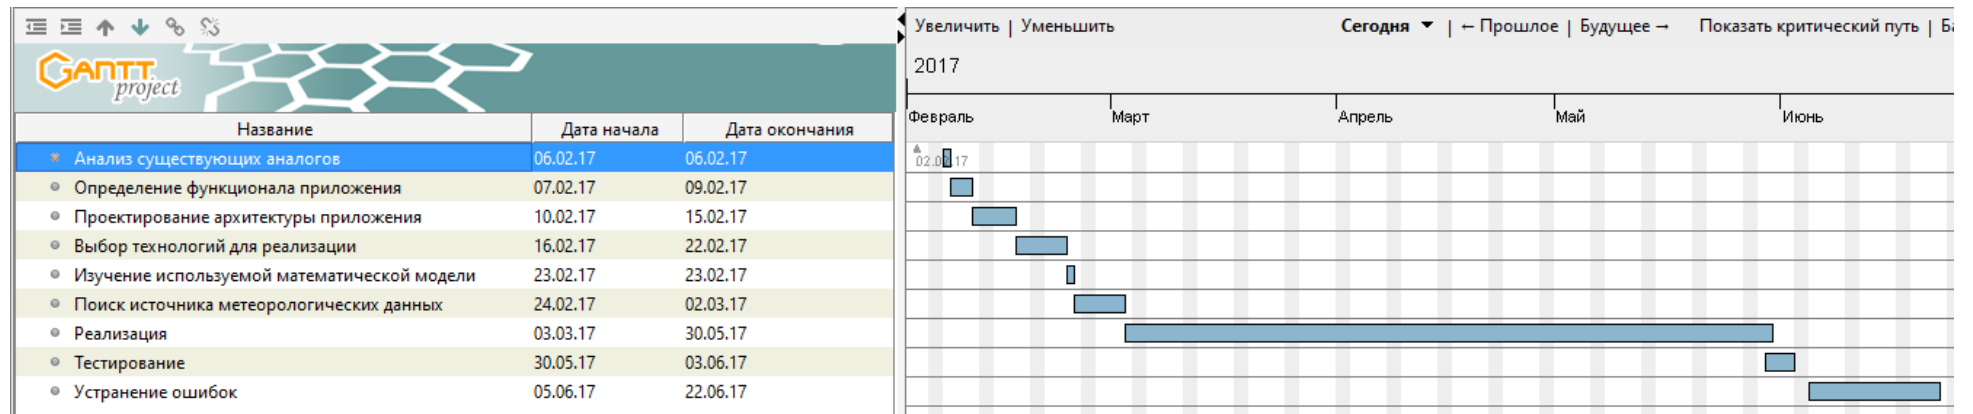 Увеличить | Уменьшить Сегодня ▼ | ← Прошлое | Будущее → Показать критический путь |
GANTT project
2017
Февраль Март Апрель Май Июнь
Название Дата начала Дата окончания
Анализ существующих аналогов 06.02.17 06.02.17
02.02.17
Определение функционала приложения 07.02.17 09.02.17
Проектирование архитектуры приложения 10.02.17 15.02.17
Выбор технологий для реализации 16.02.17 22.02.17
Изучение используемой математической модели 23.02.17 23.02.17
Поиск источника метеорологических данных 24.02.17 02.03.17
Реализация 03.03.17 30.05.17
Тестирование 30.05.17 03.06.17
Устранение ошибок 05.06.17 22.06.17